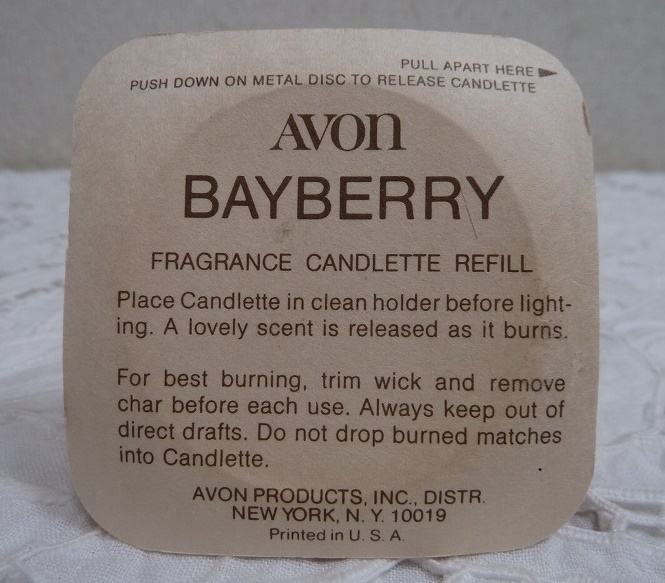 PULL APART HERE ►
PUSH DOWN ON METAL DISC TO RELEASE CANDLETTE
AVON
BAYBERRY
FRAGRANCE CANDLETTE REFILL
Place Candlette in clean holder before light-
ing. A lovely scent is released as it burns.
For best burning, trim wick and remove
char before each use. Always keep out of
direct drafts. Do not drop burned matches
into Candlette.
AVON PRODUCTS, INC., DISTR.
NEW YORK, N. Y. 10019
Printed in U. S. A.